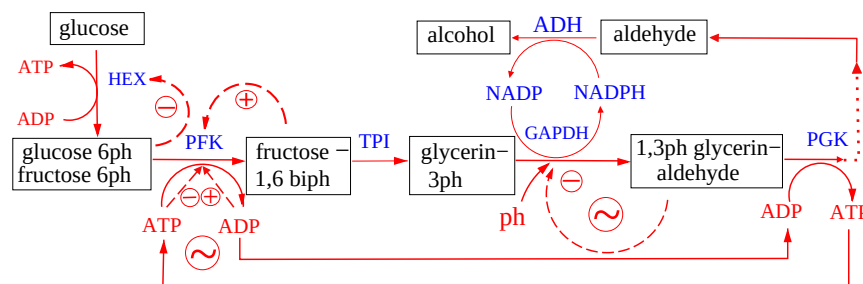 glucose
ATP
HEX
ADP
glucose 6ph
fructose 6ph
PFK
fructose −
1,6 biph
TPI
glycerin−
3ph
alcohol
ADH
aldehyde
NADP
NADPH
GAPDH
1,3ph glycerin−
aldehyde
PGK
ATP
ADP
ph
ADP